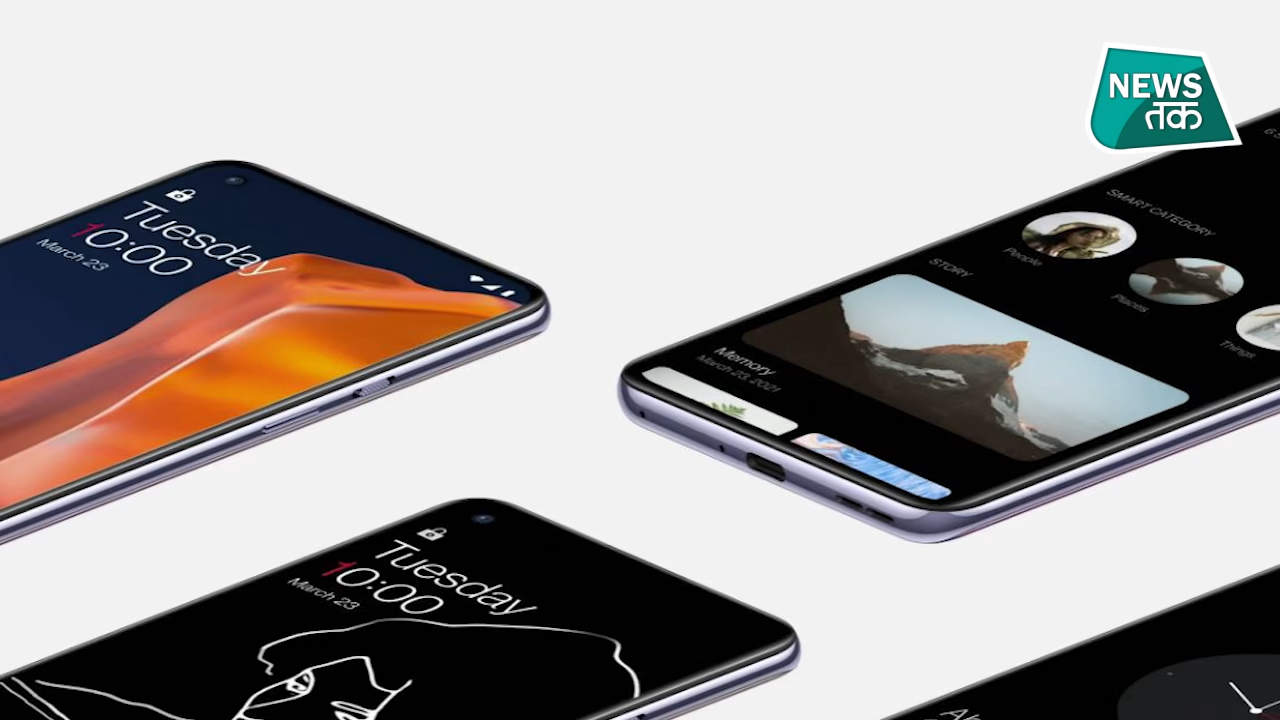 NEWS
तक
Tuesday
10:00
March 23
SMART CATEGORY
People
Places
Things
STORY
Memory
March 23, 2021
Tuesday
10:00
March 23